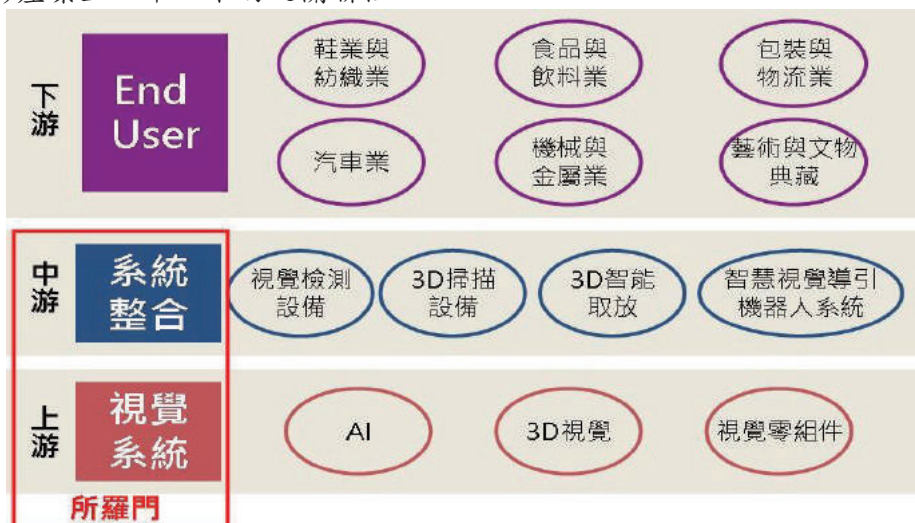 下游
End
User
鞋業與
紡織業
食品與
飲料業
包裝與
物流業
汽車業
機械與
金屬業
藝術與文物
典藏
中游
系統
整合
視覺檢測
設備
3D掃描
設備
3D智能
取放
智慧視覺導引
機器人系統
上游
視覺
系統
AI
3D視覺
視覺零組件
所羅門